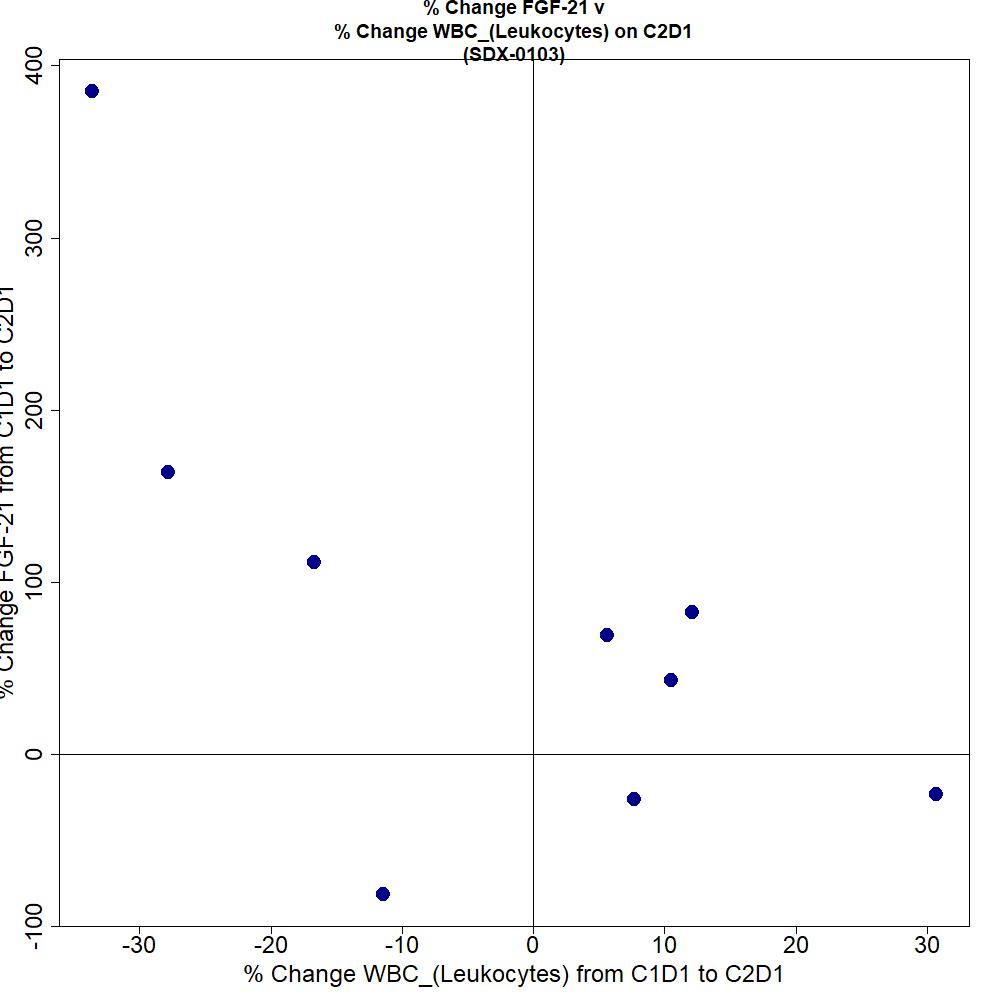 % Change FGF-21 v
% Change WBC_(Leukocytes) on C2D1
(SDX-0103)
% Change FGF-21 from C1D1 to C2D1
400
300
200
100
0
-100
-30
-20
-10
0
10
20
30
% Change WBC_(Leukocytes) from C1D1 to C2D1